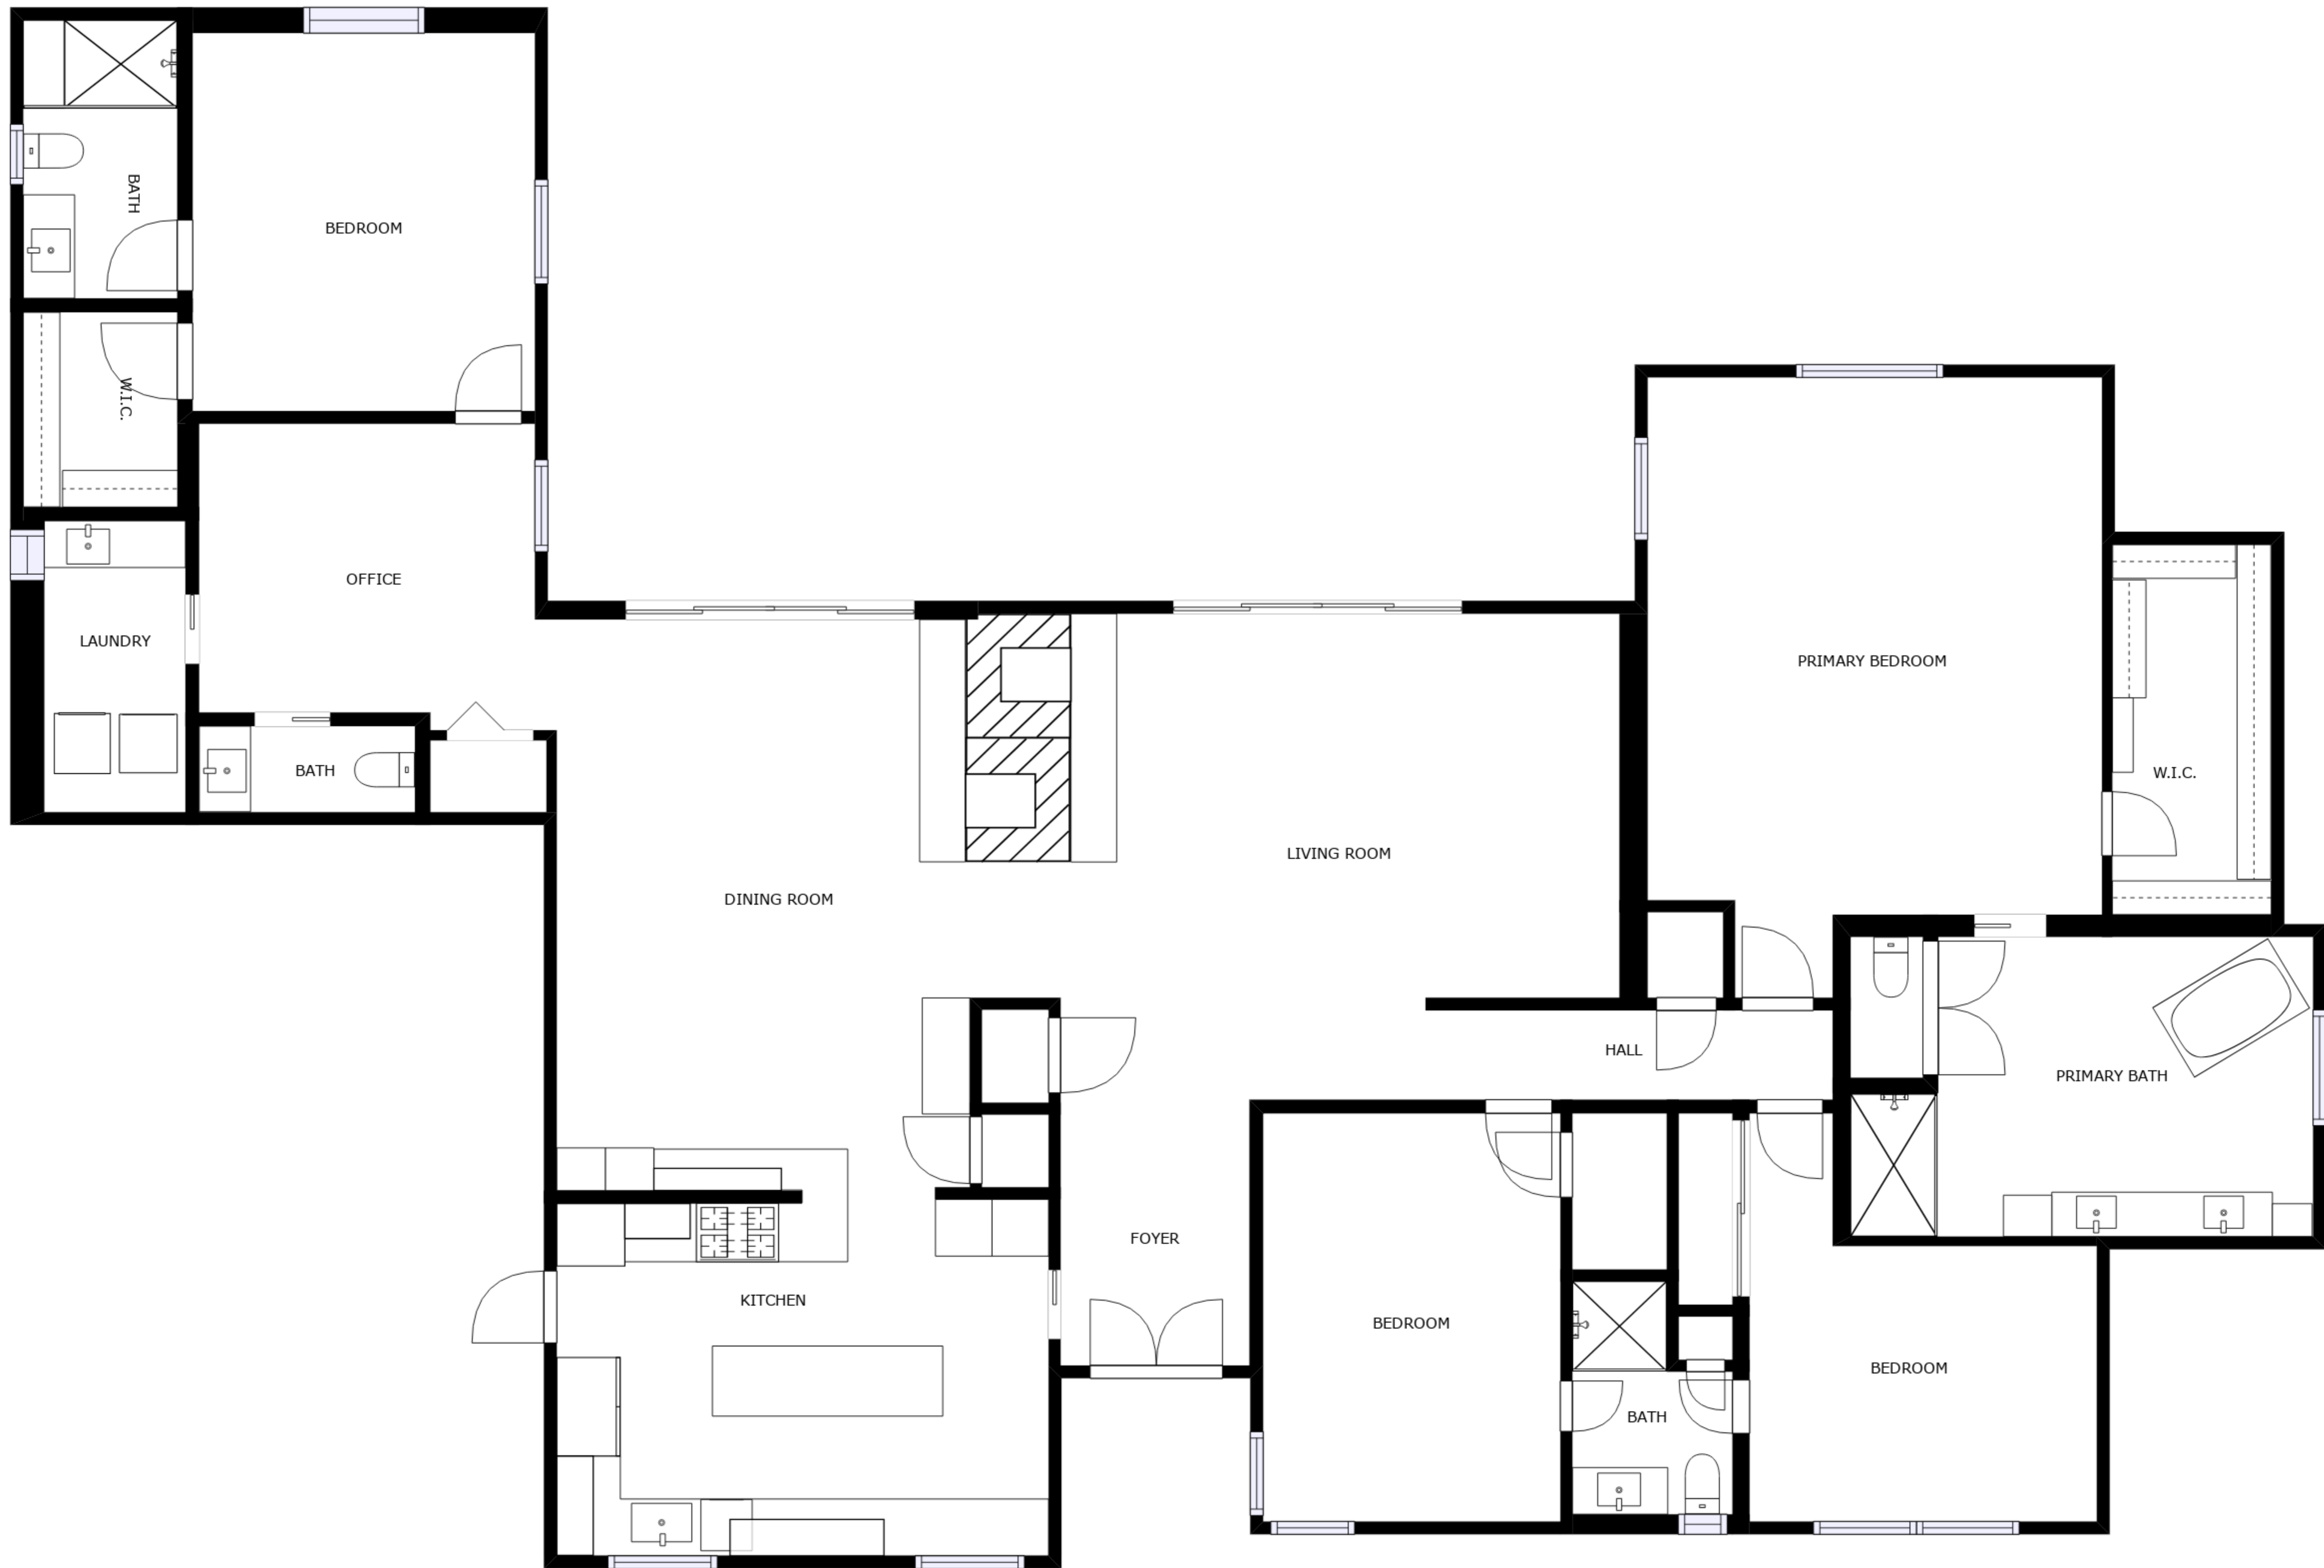 BATH
BEDROOM
W.I.C.
OFFICE
LAUNDRY
BATH
PRIMARY BEDROOM
W.I.C.
LIVING ROOM
DINING ROOM
HALL
PRIMARY BATH
FOYER
KITCHEN
BEDROOM
BEDROOM
BATH